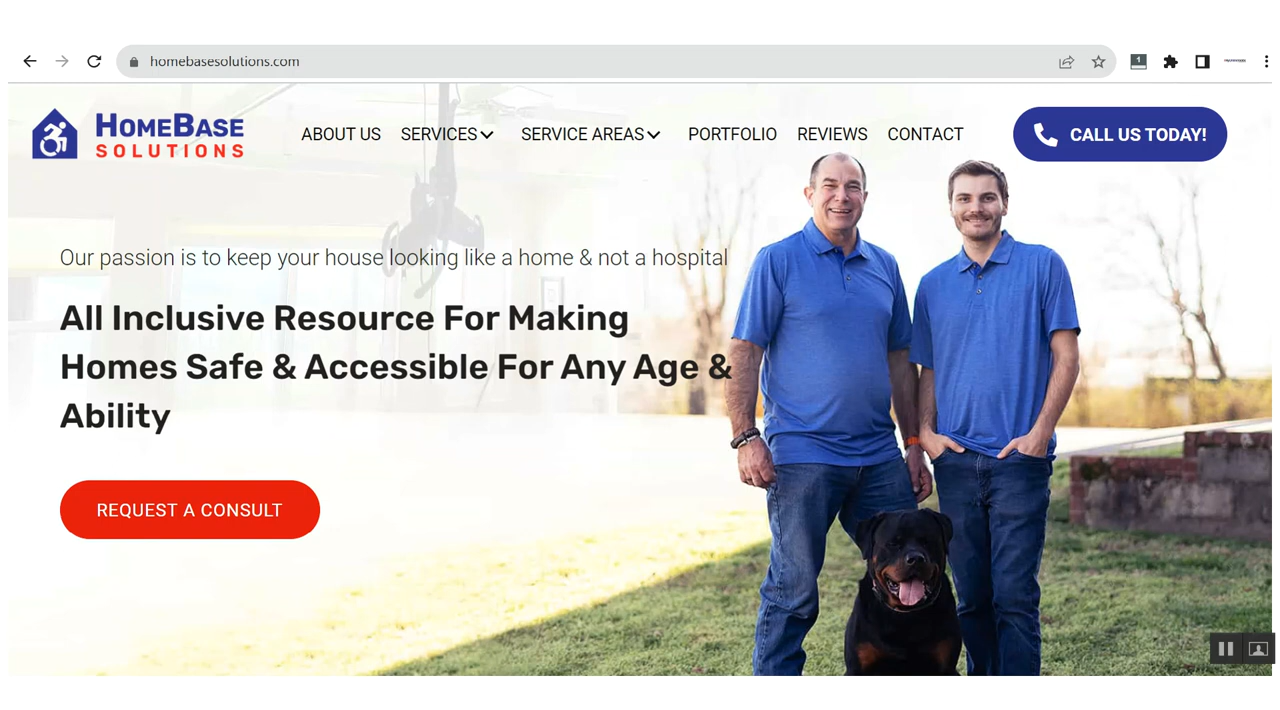 homebasesolutions.com
1
HOMEBASE
SOLUTIONS
ABOUT US SERVICES SERVICE AREAS PORTFOLIO REVIEWS CONTACT CALL US TODAY!
Our passion is to keep your house looking like a home & not a hospital
All Inclusive Resource For Making
Homes Safe & Accessible For Any Age &
Ability
REQUEST A CONSULT